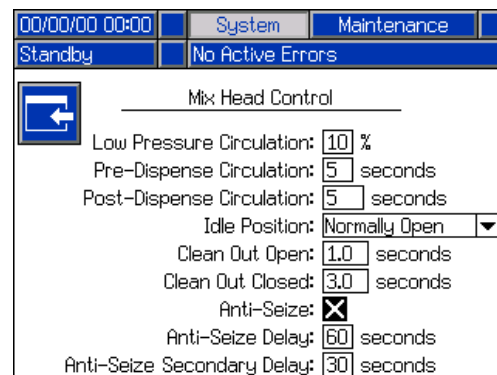 00/00/00 00:00 System Maintenance
Standby No Active Errors
Mix Head Control
Low Pressure Circulation: 10 %
Pre-Dispense Circulation: 5 seconds
Post-Dispense Circulation: 5 seconds
Idle Position: Normally Open
Clean Out Open: 1.0 seconds
Clean Out Closed: 3.0 seconds
Anti-Seize:
Anti-Seize Delay: 60 seconds
Anti-Seize Secondary Delay: 30 seconds